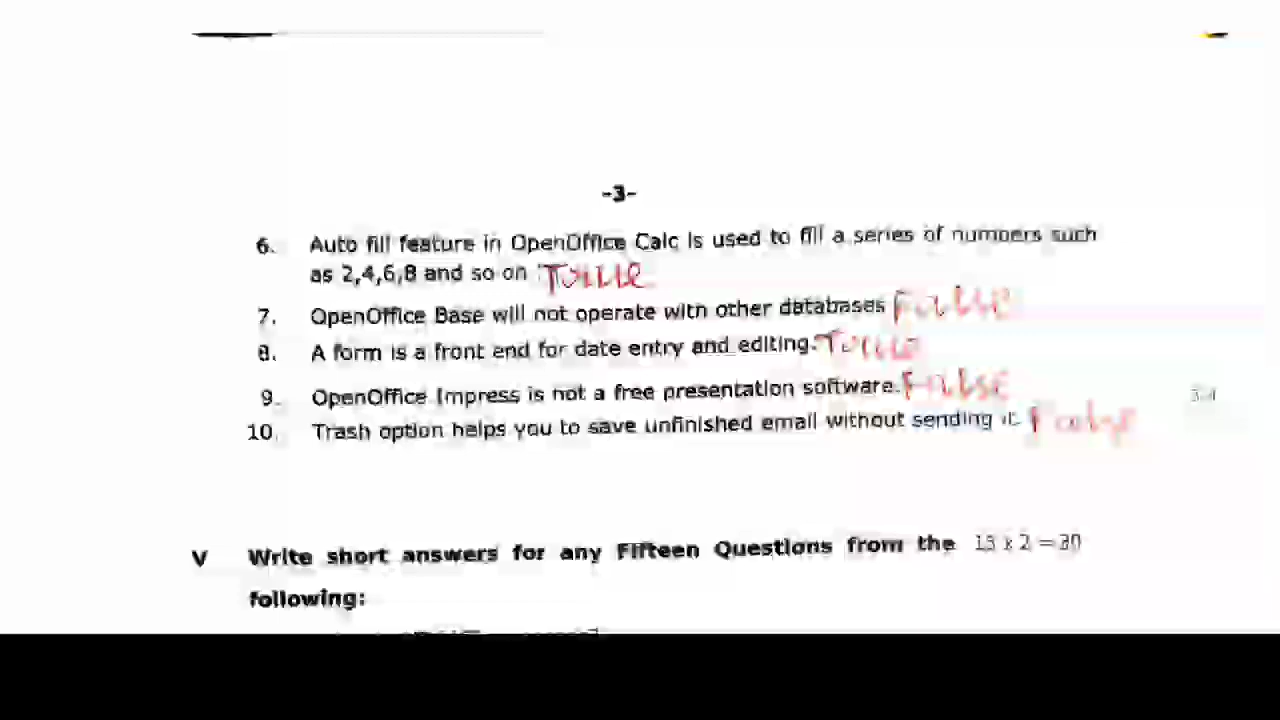 -3-
6. Auto fill feature in OpenOffice Calc is used to fill a series of numbers such
as 2,4,6,8 and so on True
7. OpenOffice Base will not operate with other databases False
8. A form is a front end for date entry and editing. True
9. OpenOffice Impress is not a free presentation software. False
10. Trash option helps you to save unfinished email without sending it. False
V Write short answers for any Fifteen Questions from the 15 x 2 = 30
following: